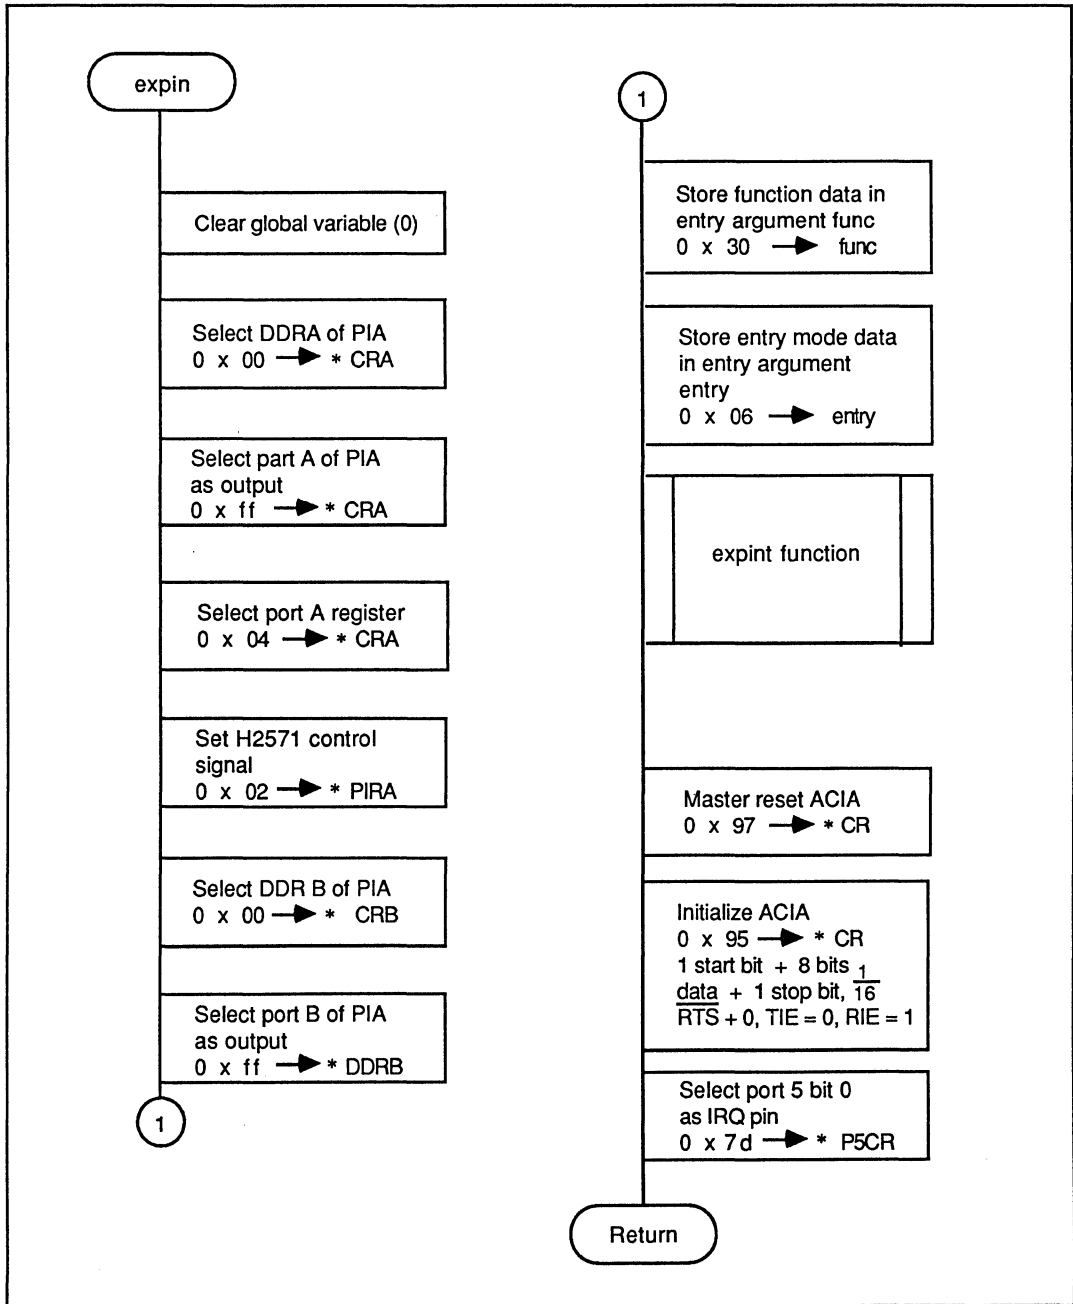 expin
Clear global variable (0)
Select DDRA of PIA
0 x 00 → * CRA
Select part A of PIA
as output
0 x ff → * CRA
Select port A register
0 x 04 → * CRA
Set H2571 control
signal
0 x 02 → * PIRA
Select DDR B of PIA
0 x 00 → * CRB
Select port B of PIA
as output
0 x ff → * DDRB
1
1
Store function data in
entry argument func
0 x 30 → func
Store entry mode data
in entry argument
entry
0 x 06 → entry
expint function
Master reset ACIA
0 x 97 → * CR
Initialize ACIA
0 x 95 → * CR
1 start bit + 8 bits 1
data + 1 stop bit, 16
RTS + 0, TIE = 0, RIE = 1
Select port 5 bit 0
as IRQ pin
0 x 7d → * P5CR
Return